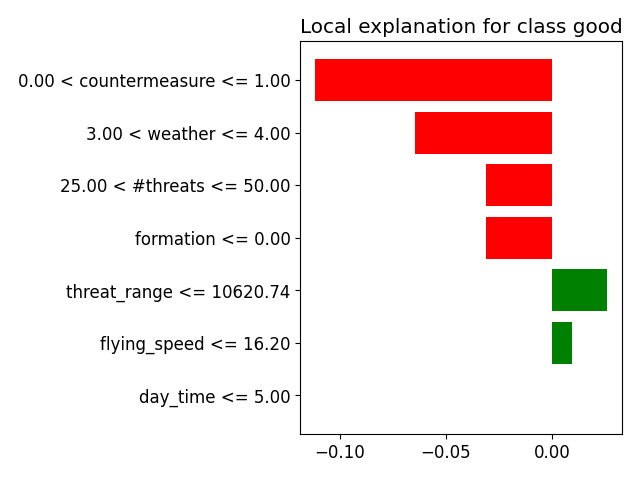 Local explanation for class good
0.00 < countermeasure <= 1.00
3.00 < weather <= 4.00
25.00 < #threats <= 50.00
formation <= 0.00
threat_range <= 10620.74
flying_speed <= 16.20
day_time <= 5.00
−0.10 −0.05 0.00